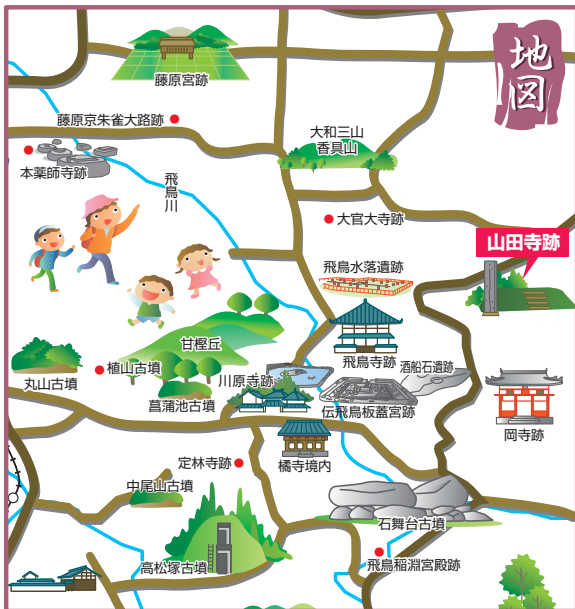 地図
藤原宮跡
藤原京朱雀大路跡
大和三山
香具山
本薬師寺跡
飛鳥川
大官大寺跡
山田寺跡
飛鳥水落遺跡
甘樫丘
飛鳥寺跡
酒船石遺跡
植山古墳
川原寺跡
丸山古墳
菖蒲池古墳
伝飛鳥板蓋宮跡
岡寺跡
橘寺境内
定林寺跡
中尾山古墳
石舞台古墳
高松塚古墳
飛鳥稲淵宮殿跡